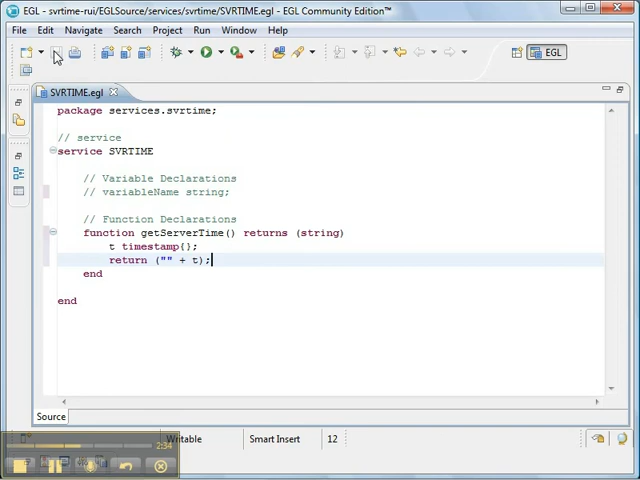 EGL - svrtime-rui/EGLSource/services/svrtime/SVRTIME.egl - EGL Community Edition™
File Edit Navigate Search Project Run Window Help
EGL
SVRTIME.egl
package services.svrtime;
// service
service SVRTIME
// Variable Declarations
// variableName string;
// Function Declarations
function getServerTime() returns (string)
t timestamp{};
return ("" + t);
end
end
Source
Writable Smart Insert 12
2:34